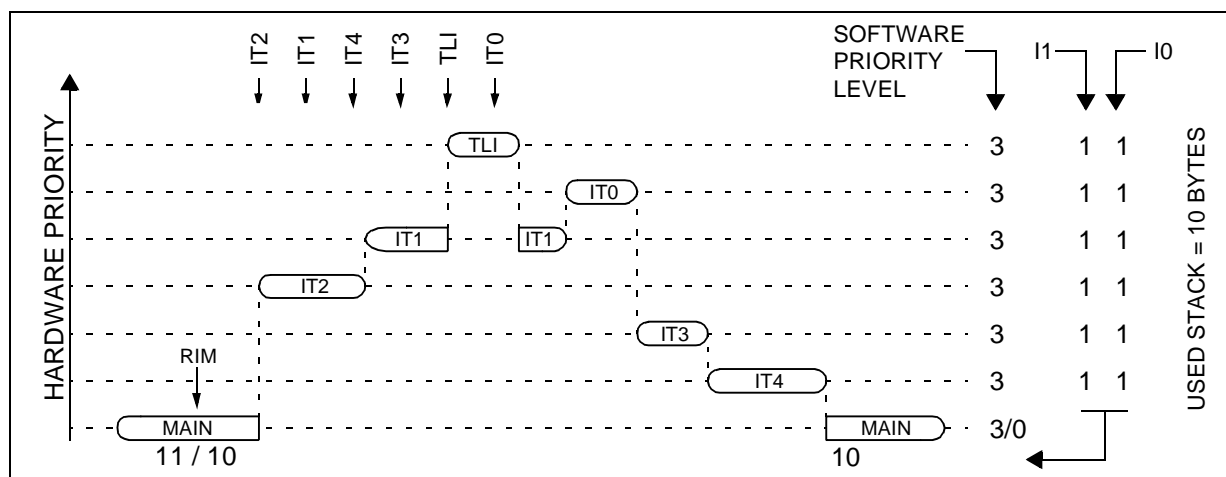 IT2
IT1
IT4
IT3
TLI
IT0
SOFTWARE
PRIORITY
LEVEL
I1
I0
HARDWARE PRIORITY
USED STACK = 10 BYTES
TLI
3
1 1
IT0
3
1 1
IT1
IT1
3
1 1
IT2
3
1 1
IT3
3
1 1
RIM
IT4
3
1 1
MAIN
MAIN
3/0
11 / 10
10